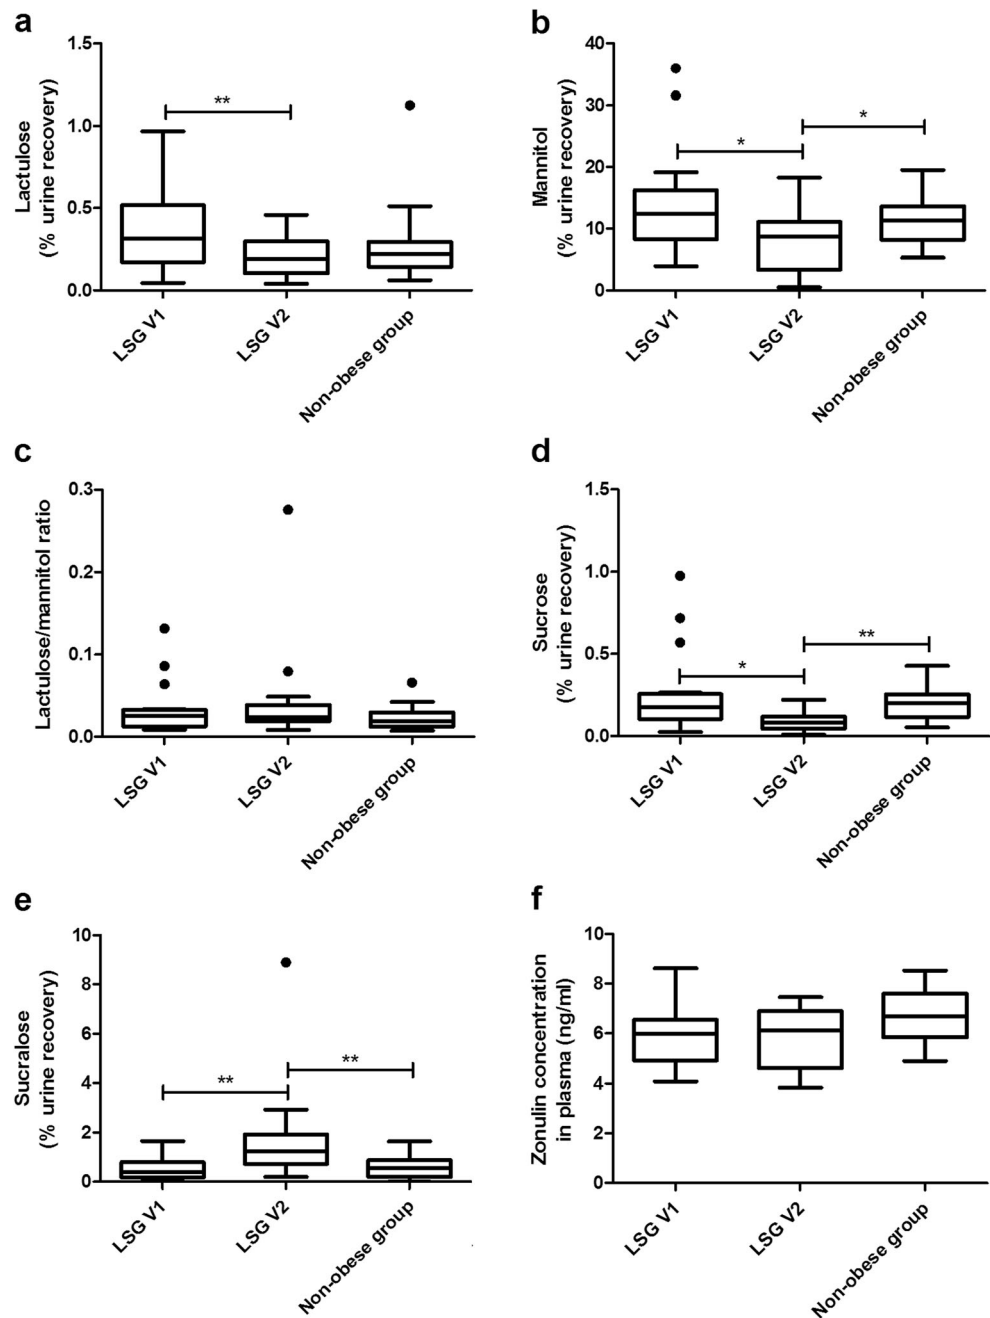 a
Lactulose
(% urine recovery)
1.5
1.0
0.5
0.0
**
LSG V1
LSG V2
Non-obese group
b
Mannitol
(% urine recovery)
40
30
20
10
0
*
*
LSG V1
LSG V2
Non-obese group
c
Lactulose/mannitol ratio
0.3
0.2
0.1
0.0
LSG V1
LSG V2
Non-obese group
d
Sucrose
(% urine recovery)
1.5
1.0
0.5
0.0
*
**
LSG V1
LSG V2
Non-obese group
e
Sucralose
(% urine recovery)
10
8
6
4
2
0
**
**
LSG V1
LSG V2
Non-obese group
f
Zonulin concentration
in plasma (ng/ml)
10
8
6
4
2
0
LSG V1
LSG V2
Non-obese group